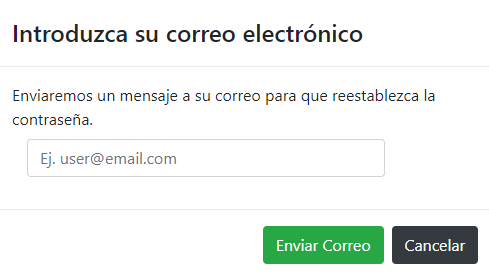 Introduzca su correo electrónico
Enviaremos un mensaje a su correo para que reestablezca la
contraseña.
Ej. user@email.com
Enviar Correo
Cancelar